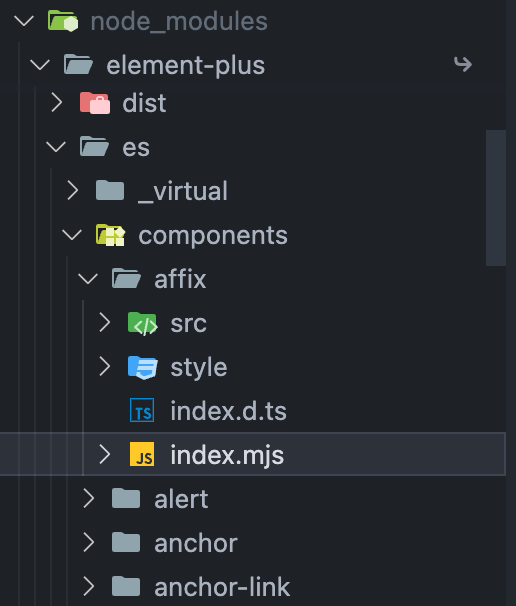 node_modules
element-plus
dist
es
_virtual
components
affix
src
style
TS index.d.ts
JS index.mjs
alert
anchor
anchor-link